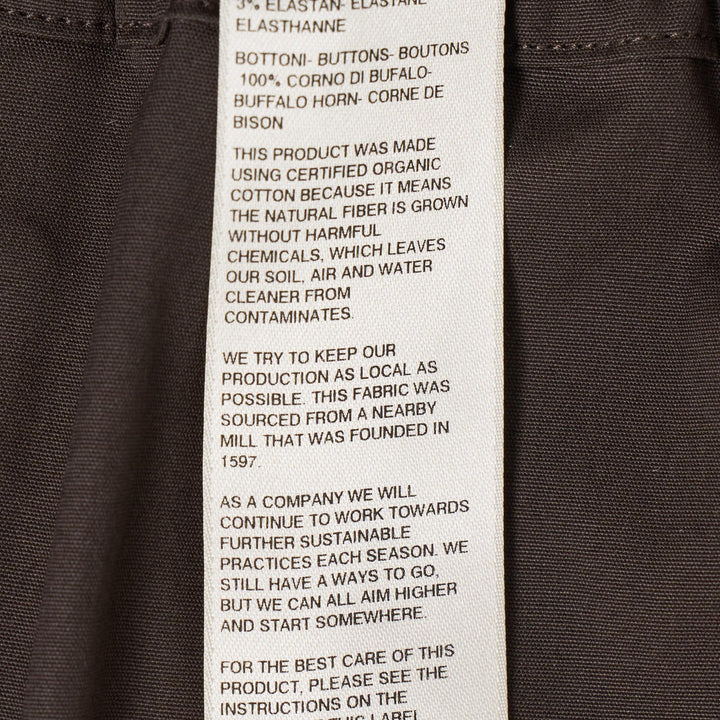 3% ELASTAN- ELASTANE
ELASTHANNE
BOTTONI- BUTTONS- BOUTONS
100% CORNO DI BUFALO-
BUFFALO HORN- CORNE DE
BISON
THIS PRODUCT WAS MADE
USING CERTIFIED ORGANIC
COTTON BECAUSE IT MEANS
THE NATURAL FIBER IS GROWN
WITHOUT HARMFUL
CHEMICALS, WHICH LEAVES
OUR SOIL, AIR AND WATER
CLEANER FROM
CONTAMINATES.
WE TRY TO KEEP OUR
PRODUCTION AS LOCAL AS
POSSIBLE. THIS FABRIC WAS
SOURCED FROM A NEARBY
MILL THAT WAS FOUNDED IN
1597.
AS A COMPANY WE WILL
CONTINUE TO WORK TOWARDS
FURTHER SUSTAINABLE
PRACTICES EACH SEASON. WE
STILL HAVE A WAYS TO GO,
BUT WE CAN ALL AIM HIGHER
AND START SOMEWHERE.
FOR THE BEST CARE OF THIS
PRODUCT, PLEASE SEE THE
INSTRUCTIONS ON THE
THIS LABEL